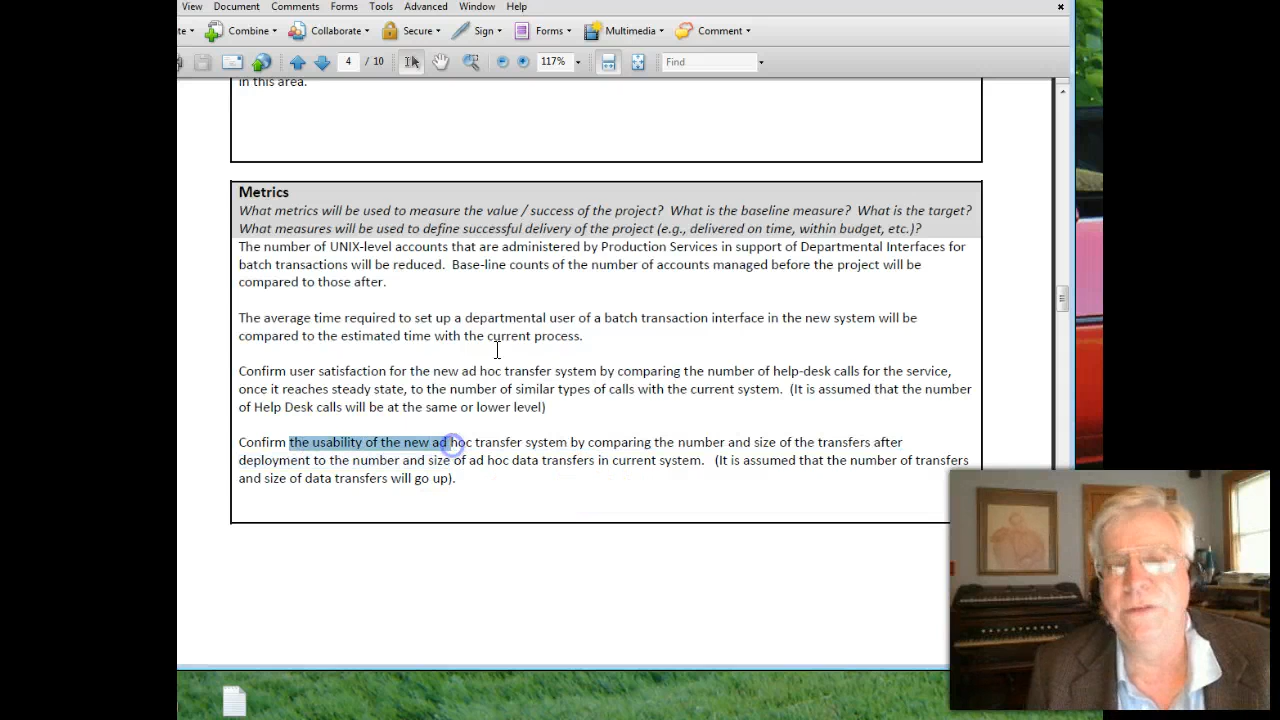 View Document Comments Forms Tools Advanced Window Help
te Combine Collaborate Secure Sign Forms Multimedia Comment
4 / 10 117% Find
in this area.
Metrics
What metrics will be used to measure the value / success of the project? What is the baseline measure? What is the target?
What measures will be used to define successful delivery of the project (e.g., delivered on time, within budget, etc.)?
The number of UNIX-level accounts that are administered by Production Services in support of Departmental Interfaces for
batch transactions will be reduced. Base-line counts of the number of accounts managed before the project will be
compared to those after.
The average time required to set up a departmental user of a batch transaction interface in the new system will be
compared to the estimated time with the current process.
Confirm user satisfaction for the new ad hoc transfer system by comparing the number of help-desk calls for the service,
once it reaches steady state, to the number of similar types of calls with the current system. (It is assumed that the number
of Help Desk calls will be at the same or lower level)
Confirm the usability of the new ad hoc transfer system by comparing the number and size of the transfers after
deployment to the number and size of ad hoc data transfers in current system. (It is assumed that the number of transfers
and size of data transfers will go up).